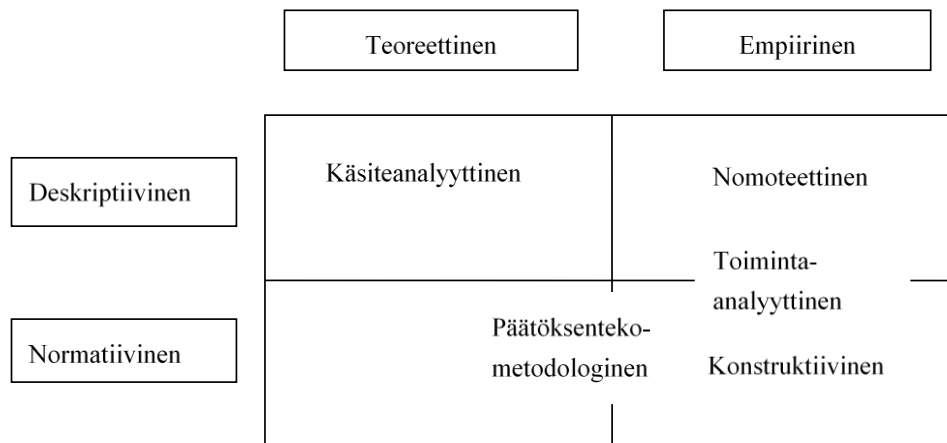 Teoreettinen
Empiirinen
Deskriptiivinen
Käsiteanalyyttinen
Nomoteettinen
Toiminta-
analyyttinen
Normatiivinen
Päätöksenteko-
metodologinen
Konstruktiivinen